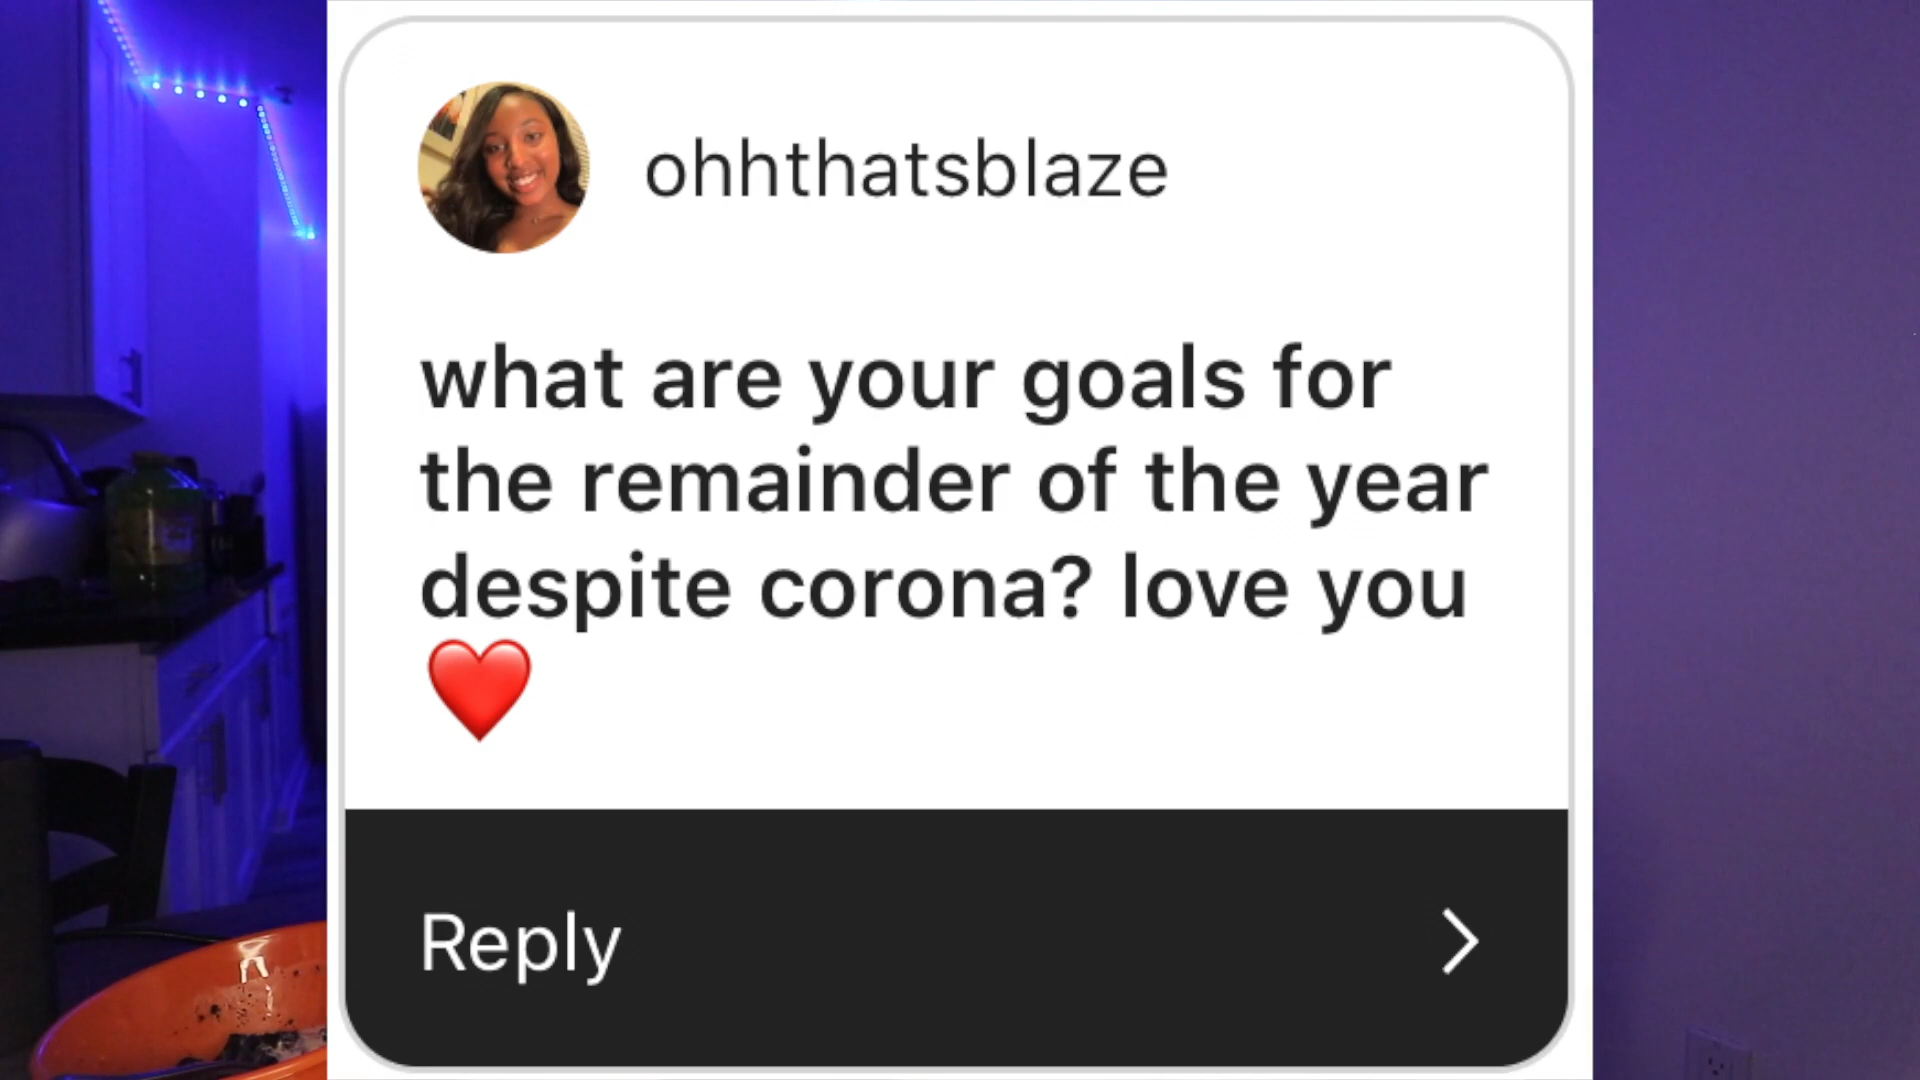 ohhthatsblaze
what are your goals for
the remainder of the year
despite corona? love you
❤️
Reply